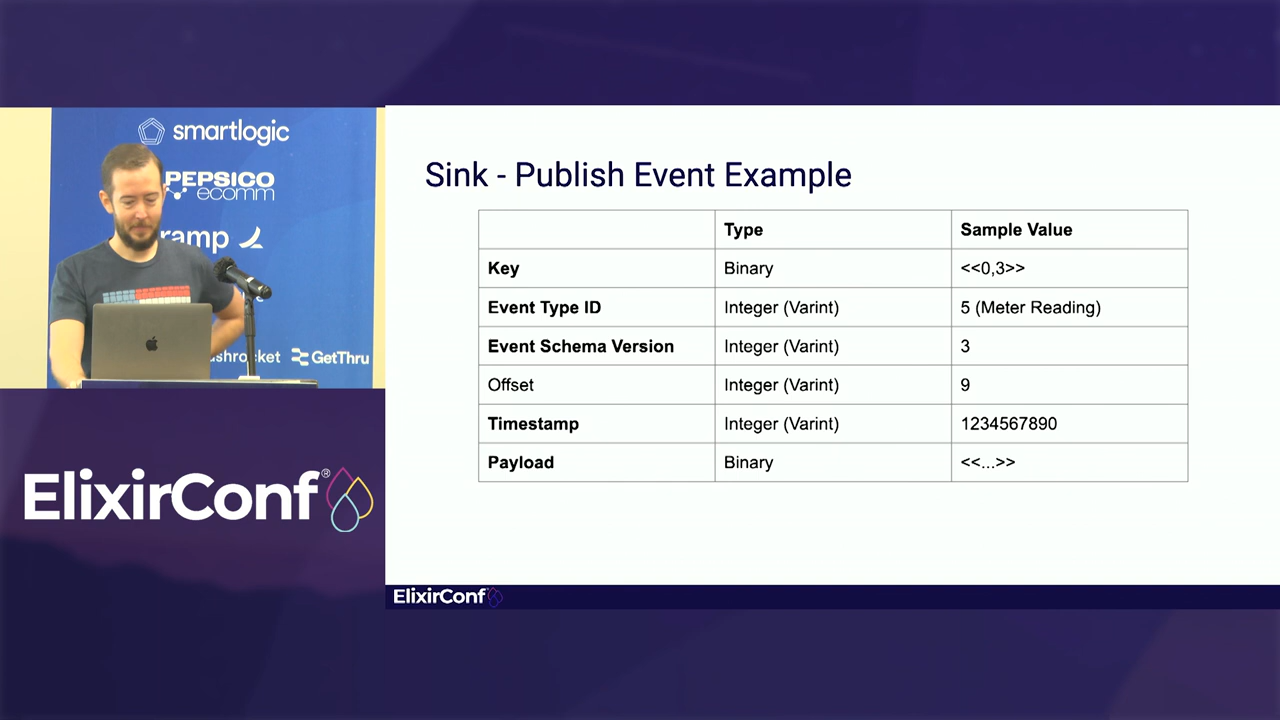 smartlogic
PEPSICO
ecomm
ramp
GetThru
ElixirConf®
Sink - Publish Event Example
Type Sample Value
Key Binary <<0,3>>
Event Type ID Integer (Varint) 5 (Meter Reading)
Event Schema Version Integer (Varint) 3
Offset Integer (Varint) 9
Timestamp Integer (Varint) 1234567890
Payload Binary <<...>>
ElixirConf